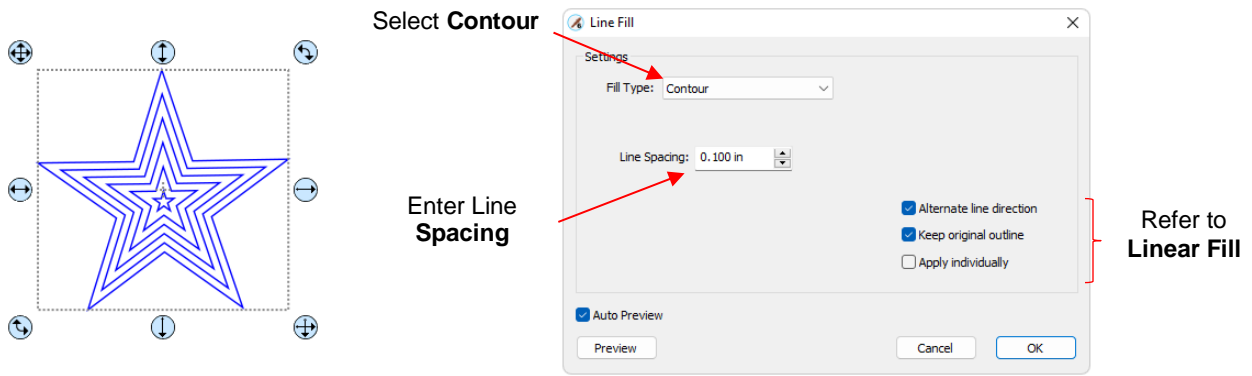 Select Contour
Line Fill
Settings
Fill Type: Contour
Line Spacing: 0.100 in
Enter Line
Spacing
Alternate line direction
Keep original outline
Apply individually
Refer to
Linear Fill
Auto Preview
Preview
Cancel
OK